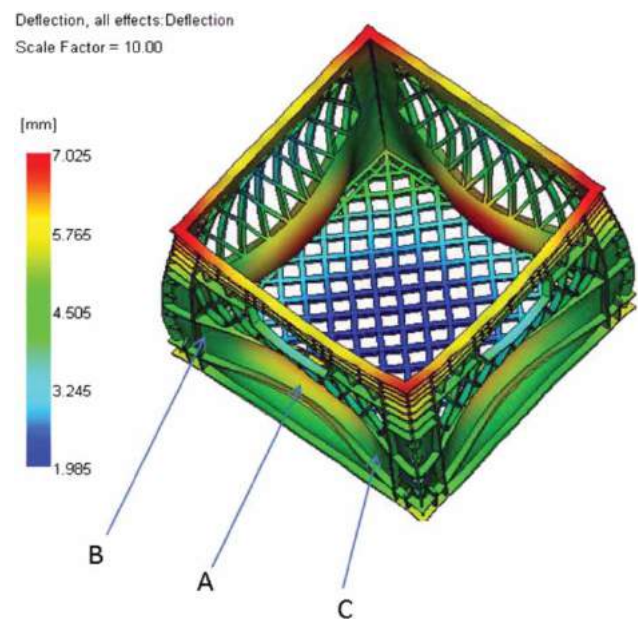 Deflection, all effects:Deflection
Scale Factor = 10.00
[mm]
7.025
5.765
4.505
3.245
1.985
B
A
C